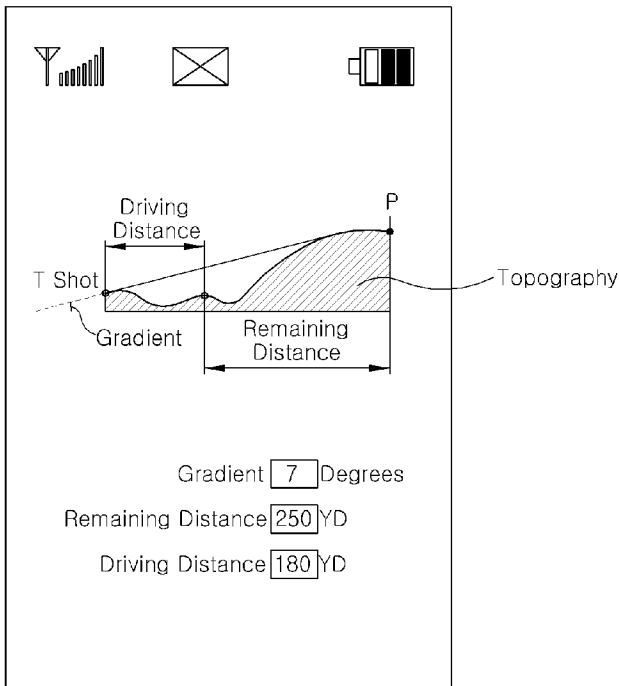 P
Driving
Distance
T Shot
Topography
Gradient
Remaining
Distance
Gradient 7 Degrees
Remaining Distance 250 YD
Driving Distance 180 YD